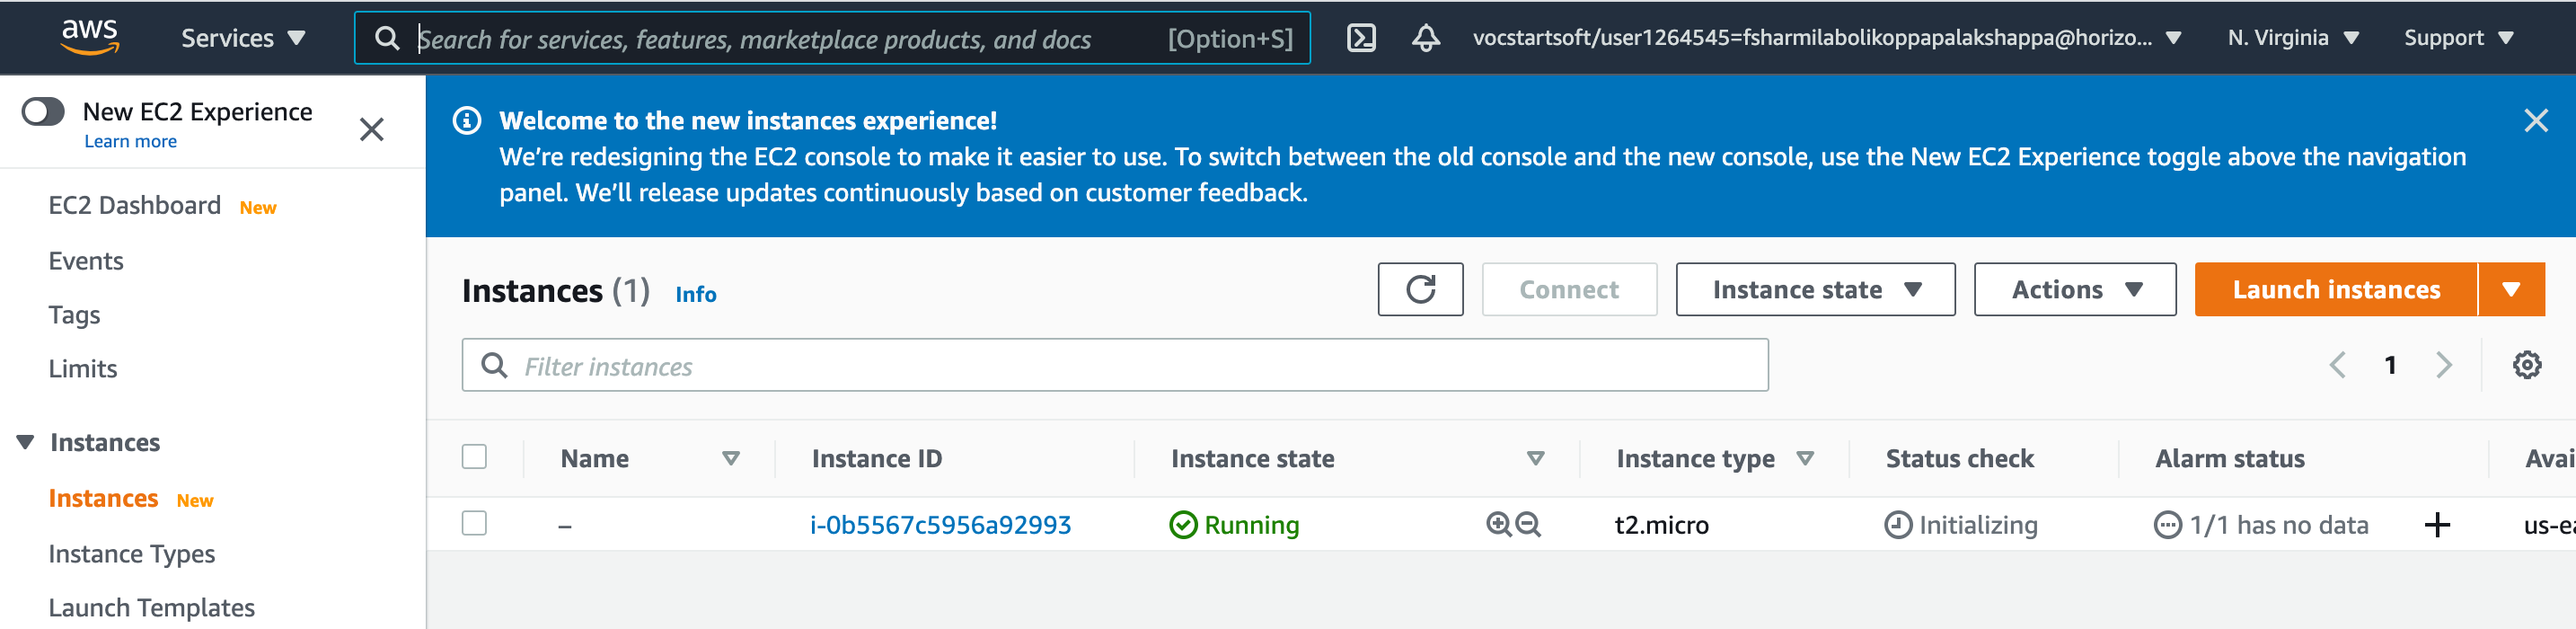 aws Services Search for services, features, marketplace products, and docs [Option+S] vocstartsoft/user1264545=fsharmilabolikoppapalakshappa@horizo... N. Virginia Support
New EC2 Experience
Learn more
EC2 Dashboard New
Events
Tags
Limits
Instances
Instances New
Instance Types
Launch Templates
Welcome to the new instances experience!
We're redesigning the EC2 console to make it easier to use. To switch between the old console and the new console, use the New EC2 Experience toggle above the navigation
panel. We'll release updates continuously based on customer feedback.
Instances (1) Info Connect Instance state Actions Launch instances
Filter instances 1
Name Instance ID Instance state Instance type Status check Alarm status Avai
– i-0b5567c5956a92993 Running t2.micro Initializing 1/1 has no data + us-ea